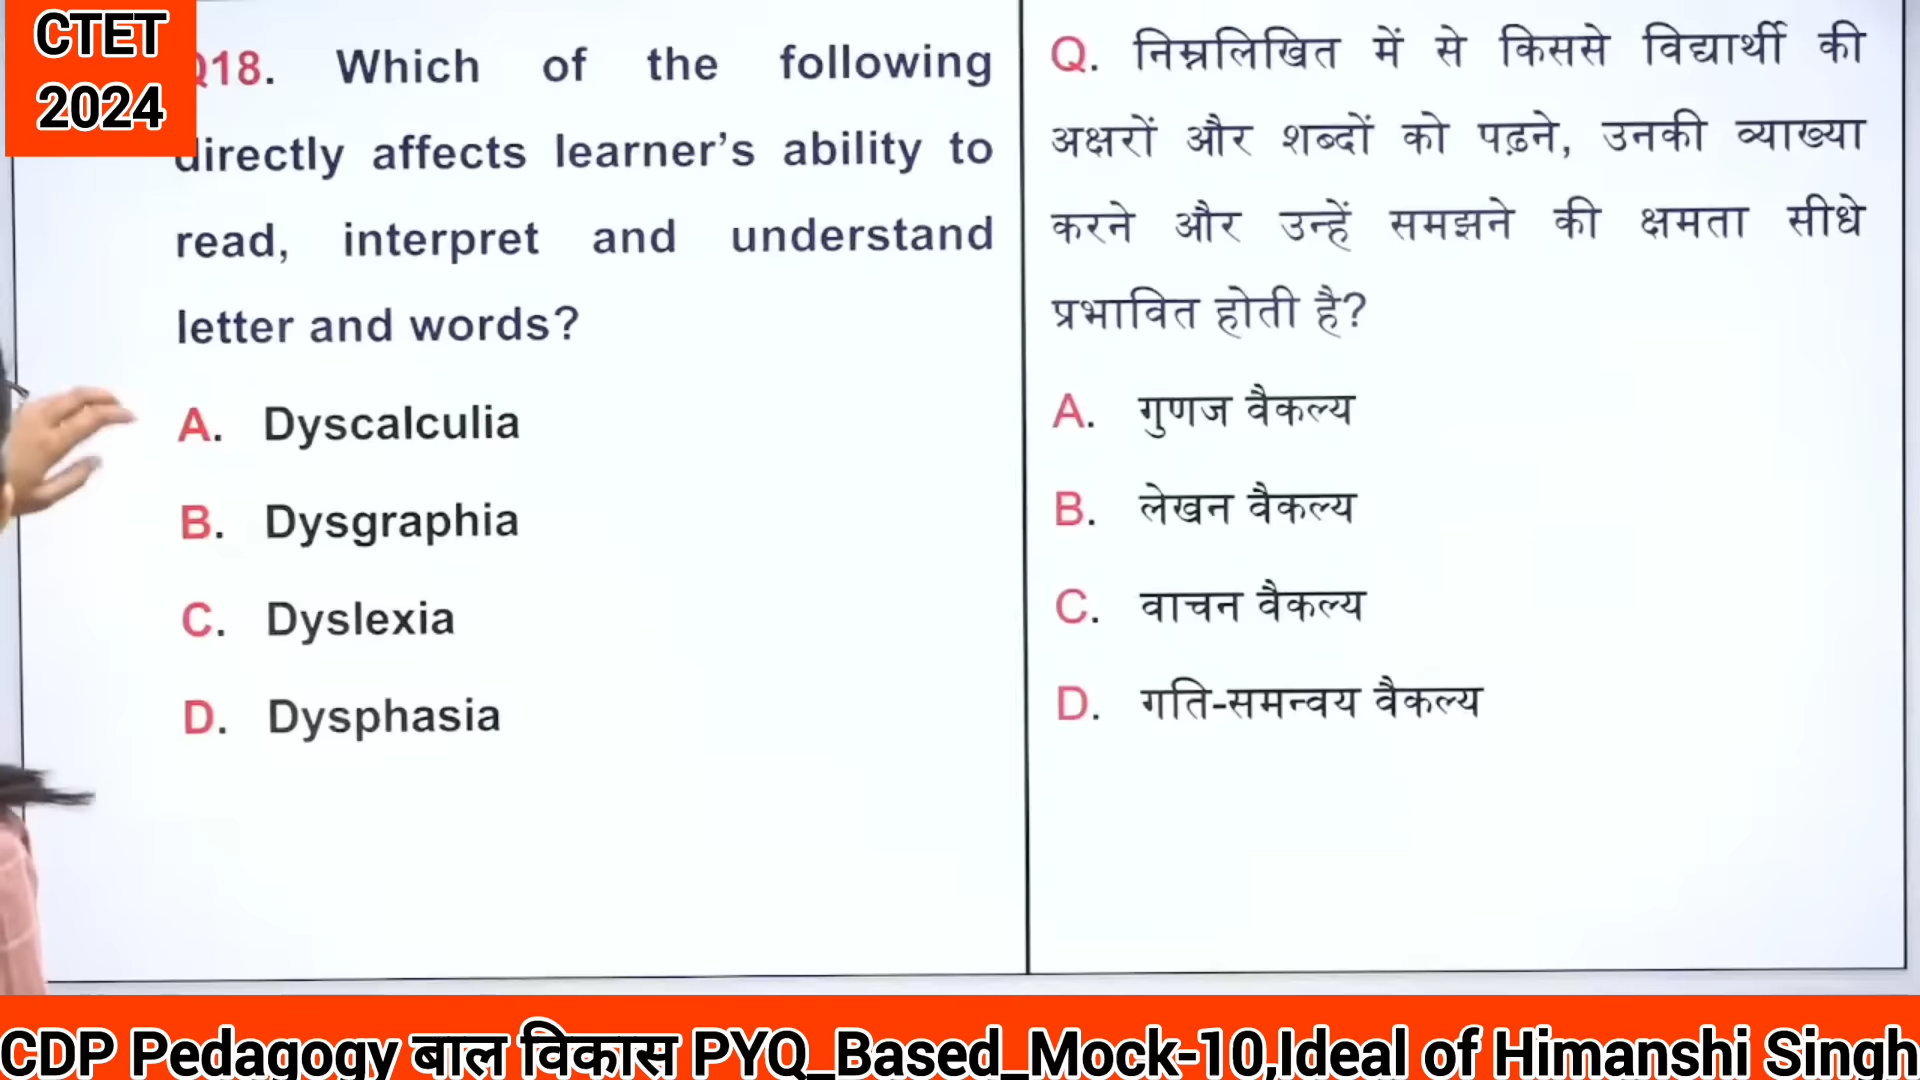 CTET
2024
Q18. Which of the following
directly affects learner's ability to
read, interpret and understand
letter and words?
A. Dyscalculia
B. Dysgraphia
C. Dyslexia
D. Dysphasia
Q. निम्नलिखित में से किससे विद्यार्थी की
अक्षरों और शब्दों को पढ़ने, उनकी व्याख्या
करने और उन्हें समझने की क्षमता सीधे
प्रभावित होती है?
A. गुणज वैकल्य
B. लेखन वैकल्य
C. वाचन वैकल्य
D. गति-समन्वय वैकल्य
CDP Pedagogy बाल विकास PYQ_Based_Mock-10,Ideal of Himanshi Singh